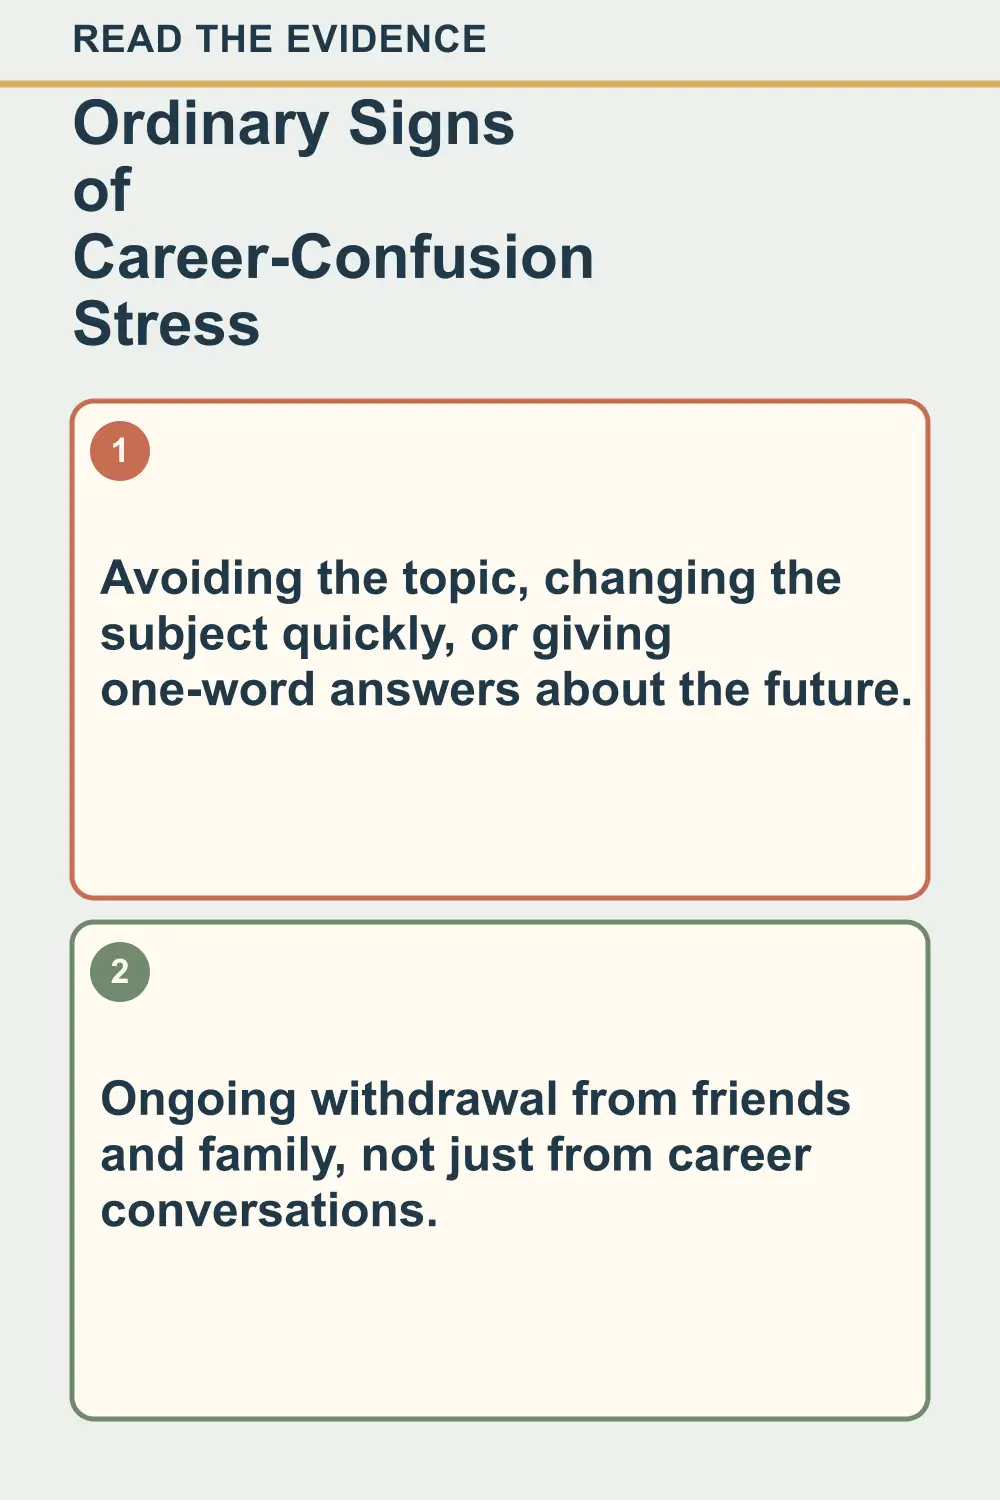 READ THE EVIDENCE
Ordinary Signs
of
Career-Confusion
Stress
1
Avoiding the topic, changing the
subject quickly, or giving
one-word answers about the future.
2
Ongoing withdrawal from friends
and family, not just from career
conversations.